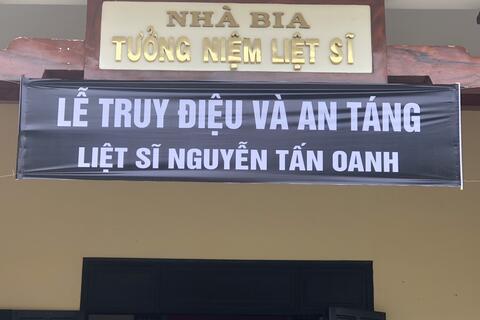 NHÀ BIA
TƯỞNG NIỆM LIỆT SĨ
LỄ TRUY ĐIỆU VÀ AN TÁNG
LIỆT SĨ NGUYỄN TẤN OANH